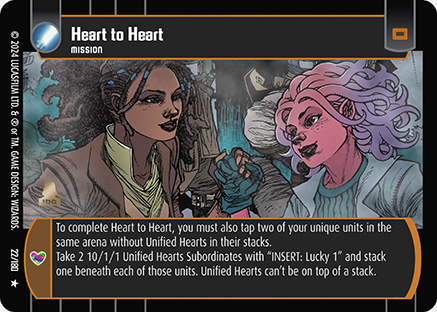 Heart to Heart
MISSION
To complete Heart to Heart, you must also tap two of your unique units in the
same arena without Unified Hearts in their stacks.
Take 2 10/1/1 Unified Hearts Subordinates with “INSERT: Lucky 1” and stack
one beneath each of those units. Unified Hearts can’t be on top of a stack.
© 2024 LUCASFILM LTD. & ® or TM. GAME DESIGN: WIZARDS.
72/180